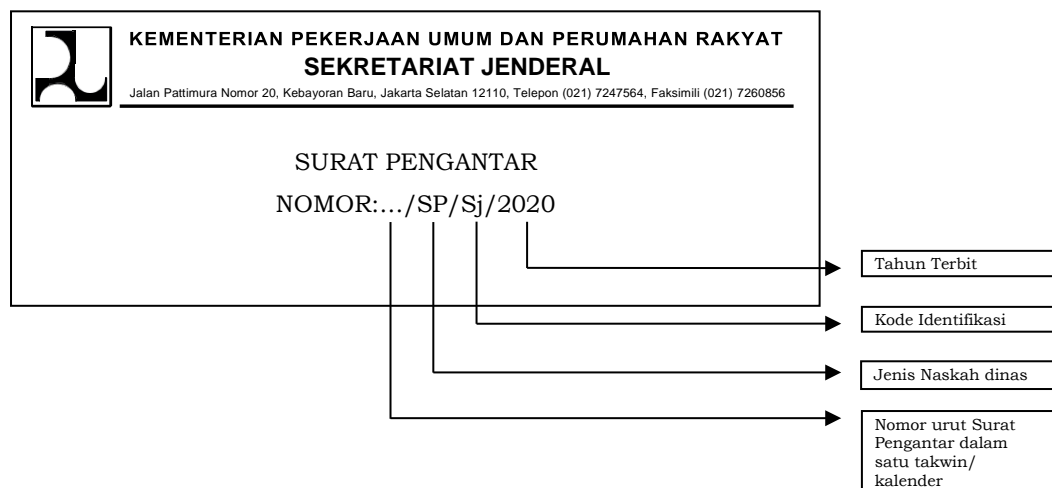 KEMENTERIAN PEKERJAAN UMUM DAN PERUMAHAN RAKYAT
SEKRETARIAT JENDERAL
Jalan Pattimura Nomor 20, Kebayoran Baru, Jakarta Selatan 12110, Telepon (021) 7247564, Faksimili (021) 7260856
SURAT PENGANTAR
NOMOR:.../SP/Sj/2020
Tahun Terbit
Kode Identifikasi
Jenis Naskah dinas
Nomor urut Surat
Pengantar dalam
satu takwin/
kalender